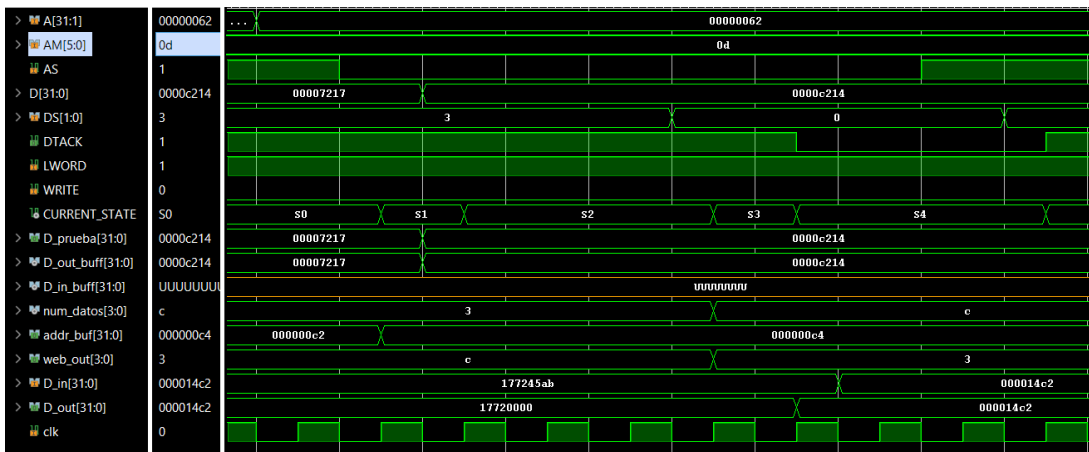 A[31:1] 00000062 ... 00000062
AM[5:0] 0d 0d
AS 1
D[31:0] 0000c214 00007217 0000c214
DS[1:0] 3 3 0
DTACK 1
LWORD 1
WRITE 0
CURRENT_STATE S0 S0 S1 S2 S3 S4
D_prueba[31:0] 0000c214 00007217 0000c214
D_out_buff[31:0] 0000c214 00007217 0000c214
D_in_buff[31:0] UUUUUUUU UUUUUUUU
num_datos[3:0] c 3 c
addr_buf[31:0] 000000c4 000000c2 000000c4
web_out[3:0] 3 c 3
D_in[31:0] 000014c2 177245ab 000014c2
D_out[31:0] 000014c2 17720000 000014c2
clk 0